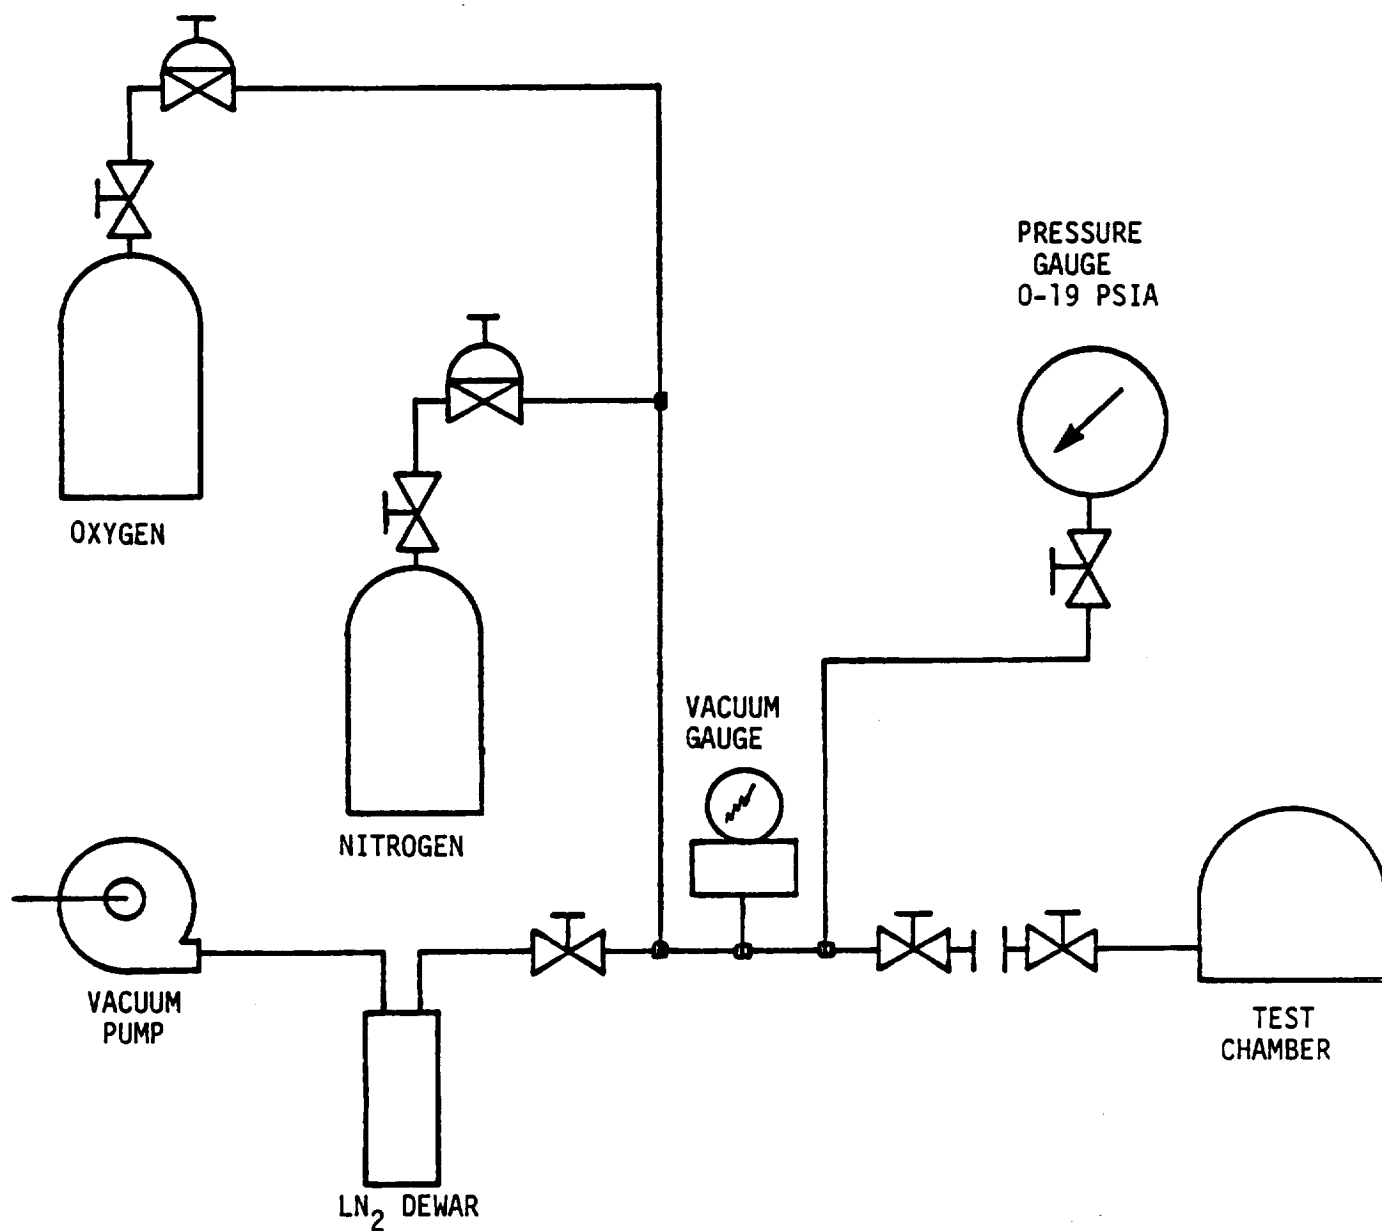 PRESSURE
GAUGE
0-19 PSIA
OXYGEN
VACUUM
GAUGE
NITROGEN
VACUUM
PUMP
TEST
CHAMBER
LN2 DEWAR